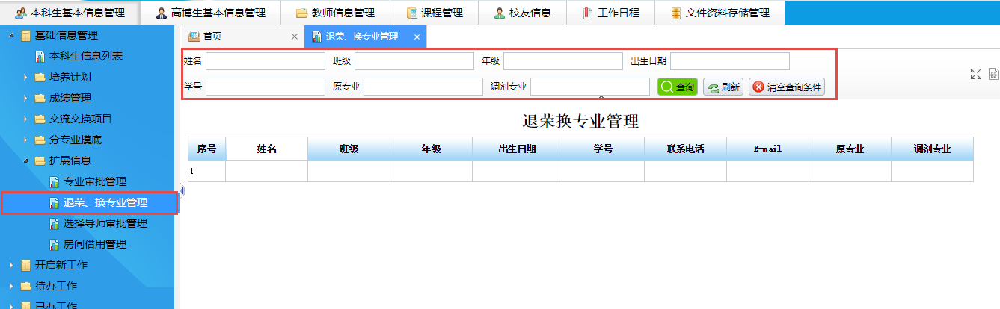 本科生基本信息管理 高博生基本信息管理 教师信息管理 课程管理 校友信息 工作日程 文件资料存储管理
基础信息管理
本科生信息列表
培养计划
成绩管理
交流交换项目
分专业摸底
扩展信息
专业审批管理
退荣、换专业管理
选择导师审批管理
房间借用管理
开启新工作
待办工作
已办工作
首页 退荣、换专业管理
姓名 班级 年级 出生日期
学号 原专业 调剂专业 查询 刷新 清空查询条件
退荣换专业管理
序号 姓名 班级 年级 出生日期 学号 联系电话 E-mail 原专业 调剂专业
1